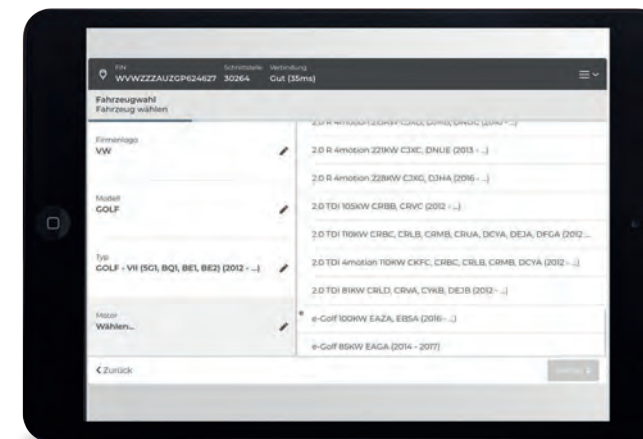 FIN Schnittstelle Verbindung
WVWZZZAUZGP624627 30264 Gut (35ms)
Fahrzeugwahl
Fahrzeug wählen
Firmenlogo
VW
Modell
GOLF
Typ
GOLF - VII (5G1, BQ1, BE1, BE2) (2012 - ...)
Motor
Wählen...
2.0 R 4motion 221KW CJXC, DNUE (2013 - ...)
2.0 R 4motion 228KW CJXG, DJHA (2016 - ...)
2.0 TDI 105KW CRBB, CRVC (2012 - ...)
2.0 TDI 110KW CRBC, CRLB, CRMB, CRUA, DCYA, DEJA, DFGA (2012 ...
2.0 TDI 4motion 110KW CKFC, CRBC, CRLB, CRMB, DCYA (2012 - ...)
2.0 TDI 81KW CRLD, CRVA, CYKB, DEJB (2012 - ...)
e-Golf 100KW EAZA, EBSA (2016 - ...)
e-Golf 85KW EAGA (2014 - 2017)
Zurück